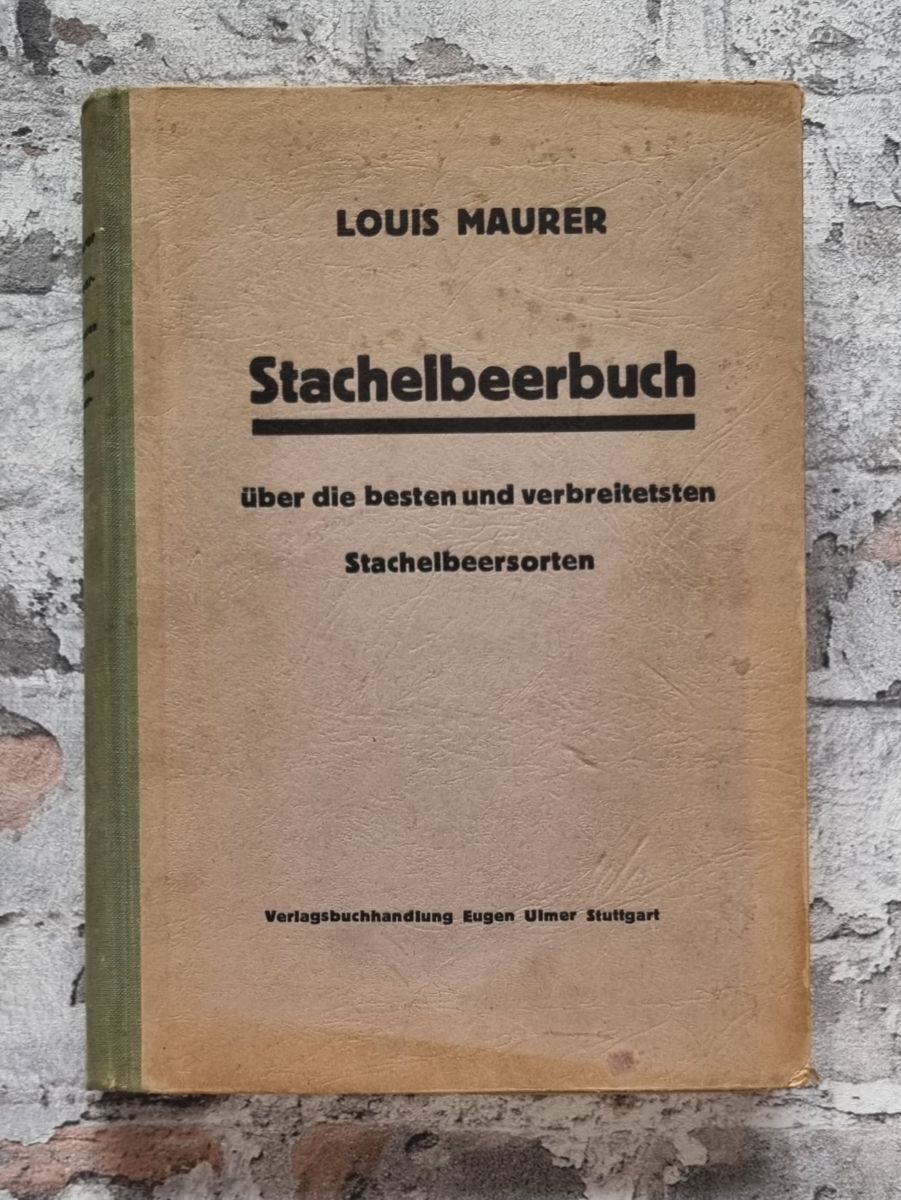 LOUIS MAURER
Stachelbeerbuch
über die besten und verbreitetsten
Stachelbeersorten
Verlagsbuchhandlung Eugen Ulmer Stuttgart